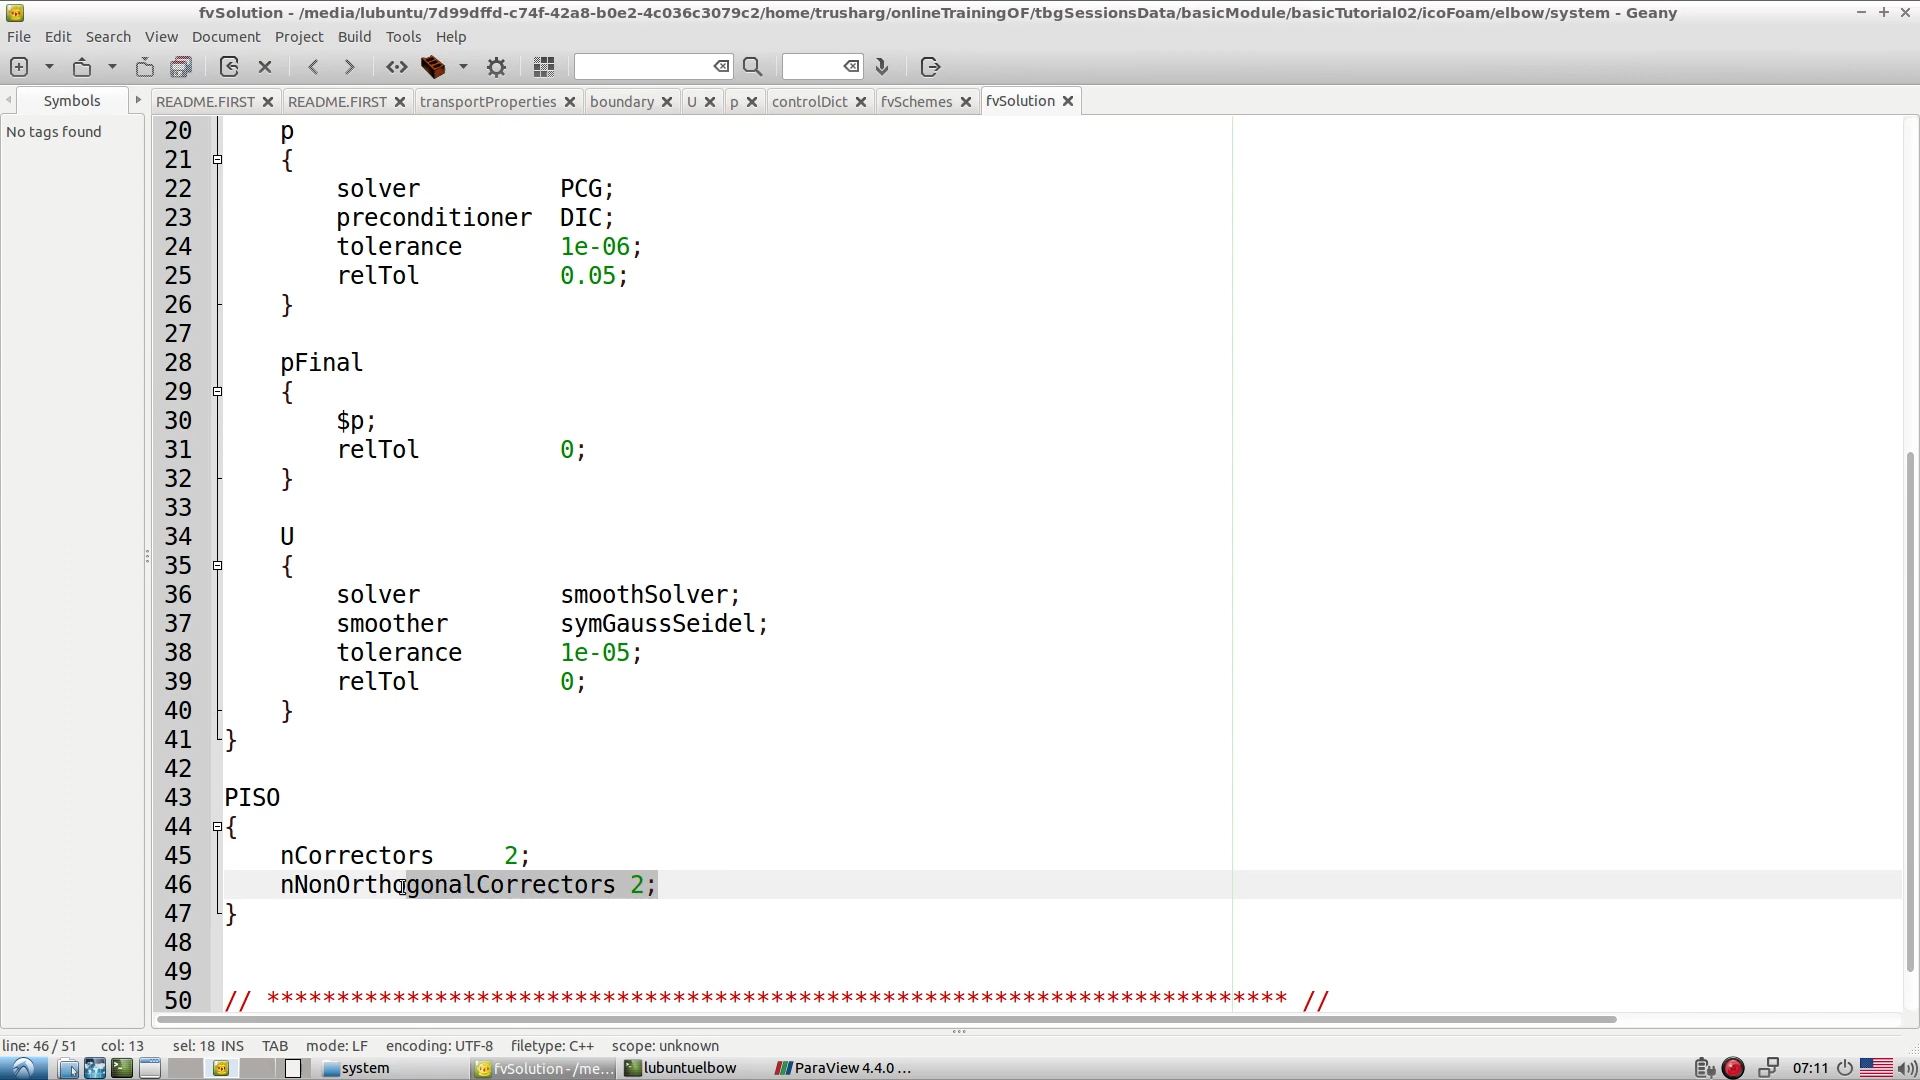 fvSolution - /media/lubuntu/7d99dffd-c74f-42a8-b0e2-4c036c3079c2/home/trusharg/onlineTrainingOF/tbgSessionsData/basicModule/basicTutorial02/icoFoam/elbow/system - Geany
File Edit Search View Document Project Build Tools Help
Symbols README.FIRST README.FIRST transportProperties boundary U p controlDict fvSchemes fvSolution
No tags found
20 p
21 {
22 solver PCG;
23 preconditioner DIC;
24 tolerance 1e-06;
25 relTol 0.05;
26 }
27
28 pFinal
29 {
30 $p;
31 relTol 0;
32 }
33
34 U
35 {
36 solver smoothSolver;
37 smoother symGaussSeidel;
38 tolerance 1e-05;
39 relTol 0;
40 }
41 }
42
43 PISO
44 {
45 nCorrectors 2;
46 nNonOrthogonalCorrectors 2;
47 }
48
49
50 // ************************************************************************* //
line: 46 / 51 col: 13 sel: 18 INS TAB mode: LF encoding: UTF-8 filetype: C++ scope: unknown
system fvSolution - /me... lubuntuelbow ParaView 4.4.0 ... 07:11